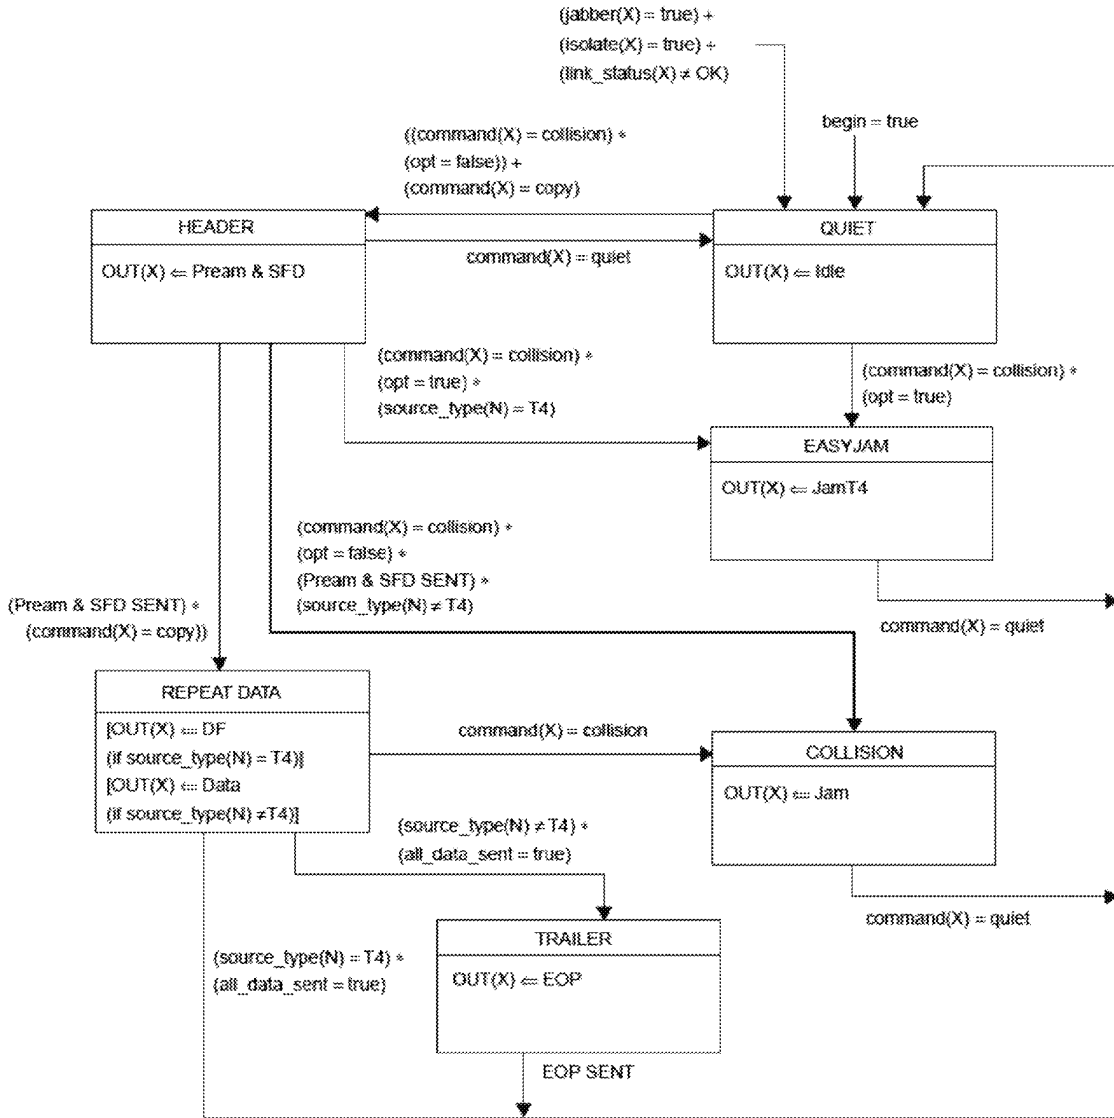 (jabber(X) = true) +
(isolate(X) = true) +
(link_status(X) ≠ OK)
begin = true
((command(X) = collision) *
(opt = false)) +
(command(X) = copy)
HEADER
OUT(X) ⇐ Pream & SFD
command(X) = quiet
QUIET
OUT(X) ⇐ Idle
(command(X) = collision) *
(opt = true) *
(source_type(N) = T4)
(command(X) = collision) *
(opt = true)
EASYJAM
OUT(X) ⇐ JamT4
(command(X) = collision) *
(opt = false) *
(Pream & SFD SENT) *
(source_type(N) ≠ T4)
(Pream & SFD SENT) *
(command(X) = copy))
command(X) = quiet
REPEAT DATA
[OUT(X) ⇐ DF
(if source_type(N) = T4)]
[OUT(X) ⇐ Data
(if source_type(N) ≠T4)]
command(X) = collision
COLLISION
OUT(X) ⇐ Jam
(source_type(N) ≠ T4) *
(all_data_sent = true)
command(X) = quiet
TRAILER
OUT(X) ⇐ EOP
(source_type(N) = T4) *
(all_data_sent = true)
EOP SENT